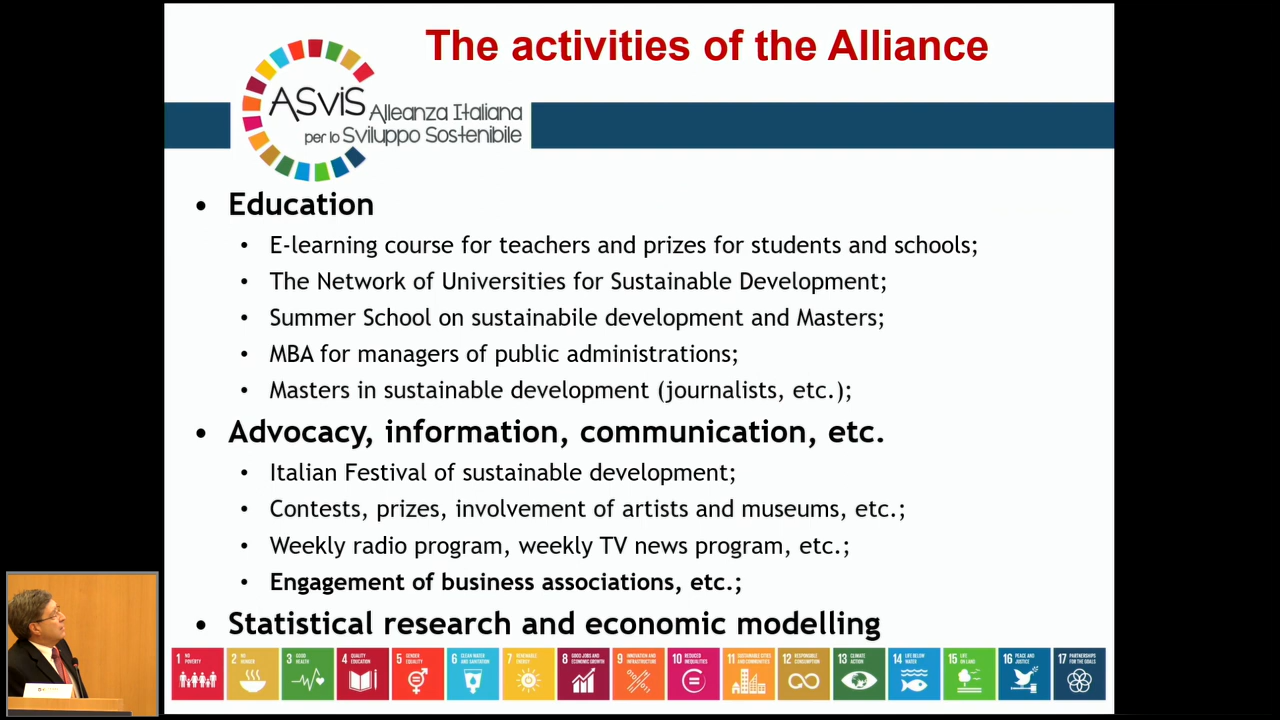 The activities of the Alliance
ASviS Alleanza Italiana
per lo Sviluppo Sostenibile
• Education
• E-learning course for teachers and prizes for students and schools;
• The Network of Universities for Sustainable Development;
• Summer School on sustainabile development and Masters;
• MBA for managers of public administrations;
• Masters in sustainable development (journalists, etc.);
• Advocacy, information, communication, etc.
• Italian Festival of sustainable development;
• Contests, prizes, involvement of artists and museums, etc.;
• Weekly radio program, weekly TV news program, etc.;
• Engagement of business associations, etc.;
• Statistical research and economic modelling
1 NO POVERTY
2 NO HUNGER
3 GOOD HEALTH
4 QUALITY EDUCATION
5 GENDER EQUALITY
6 CLEAN WATER AND SANITATION
7 RENEWABLE ENERGY
8 GOOD JOBS AND ECONOMIC GROWTH
9 INNOVATION AND INFRASTRUCTURE
10 REDUCED INEQUALITIES
11 SUSTAINABLE CITIES AND COMMUNITIES
12 RESPONSIBLE CONSUMPTION
13 CLIMATE ACTION
14 LIFE BELOW WATER
15 LIFE ON LAND
16 PEACE AND JUSTICE
17 PARTNERSHIPS FOR THE GOALS